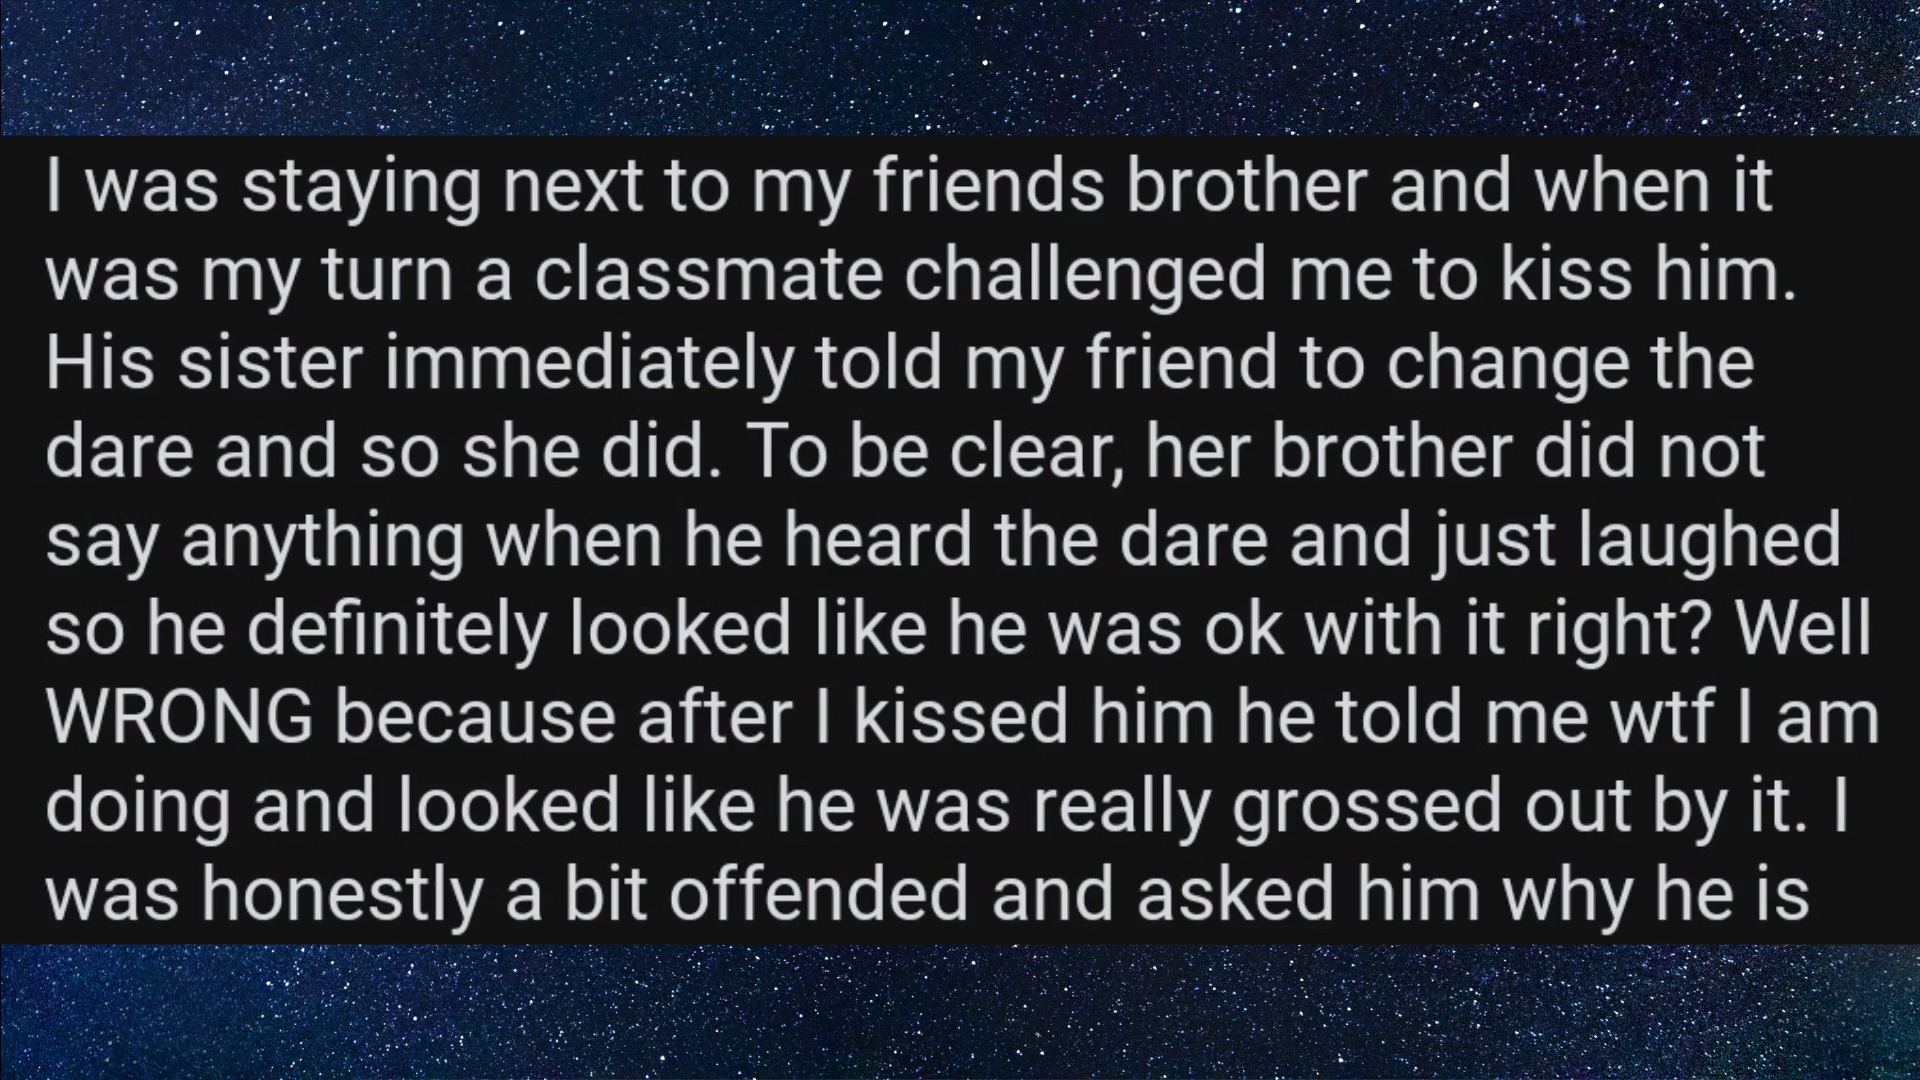 I was staying next to my friends brother and when it
was my turn a classmate challenged me to kiss him.
His sister immediately told my friend to change the
dare and so she did. To be clear, her brother did not
say anything when he heard the dare and just laughed
so he definitely looked like he was ok with it right? Well
WRONG because after I kissed him he told me wtf I am
doing and looked like he was really grossed out by it. I
was honestly a bit offended and asked him why he is